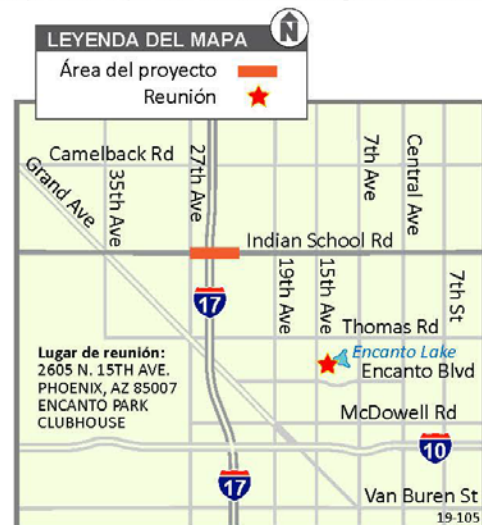 N
LEYENDA DEL MAPA
Área del proyecto
Reunión
Camelback Rd
Grand Ave
35th Ave
27th Ave
7th Ave
Central Ave
Indian School Rd
17
19th Ave
15th Ave
7th St
Thomas Rd
Encanto Lake
Encanto Blvd
Lugar de reunión:
2605 N. 15TH AVE.
PHOENIX, AZ 85007
ENCANTO PARK
CLUBHOUSE
McDowell Rd
10
17
Van Buren St
19-105